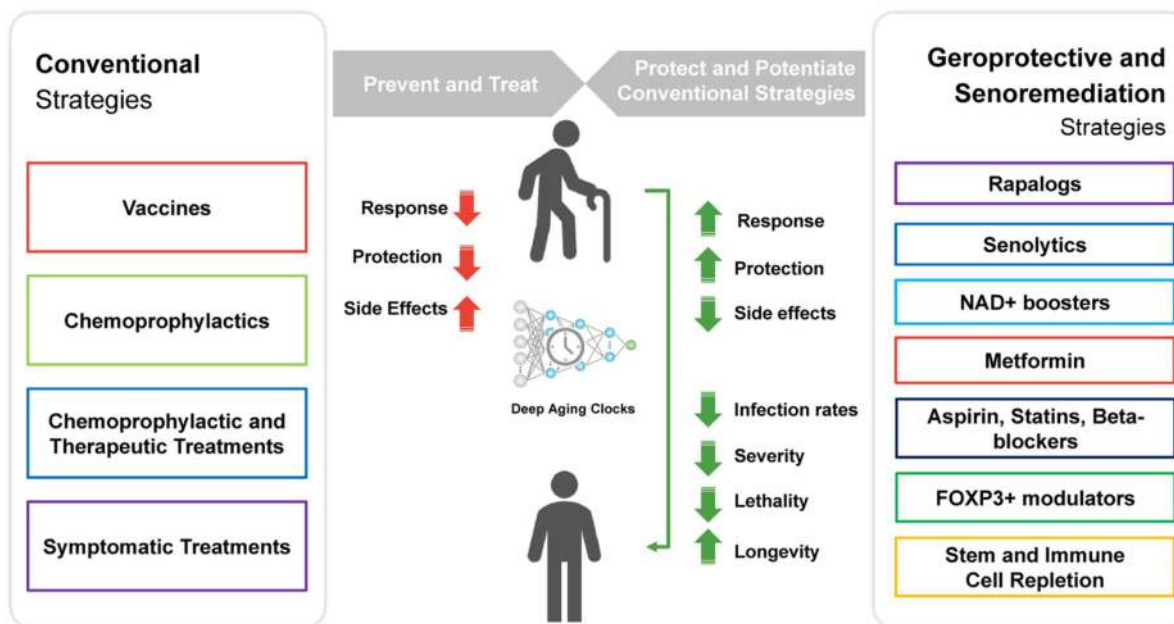 Conventional
Strategies
Vaccines
Chemoprophylactics
Chemoprophylactic and
Therapeutic Treatments
Symptomatic Treatments
Prevent and Treat
Protect and Potentiate
Conventional Strategies
Response
Protection
Side Effects
Deep Aging Clocks
Response
Protection
Side effects
Infection rates
Severity
Lethality
Longevity
Geroprotective and
Senoremediation
Strategies
Rapalogs
Senolytics
NAD+ boosters
Metformin
Aspirin, Statins, Beta-
blockers
FOXP3+ modulators
Stem and Immune
Cell Repletion